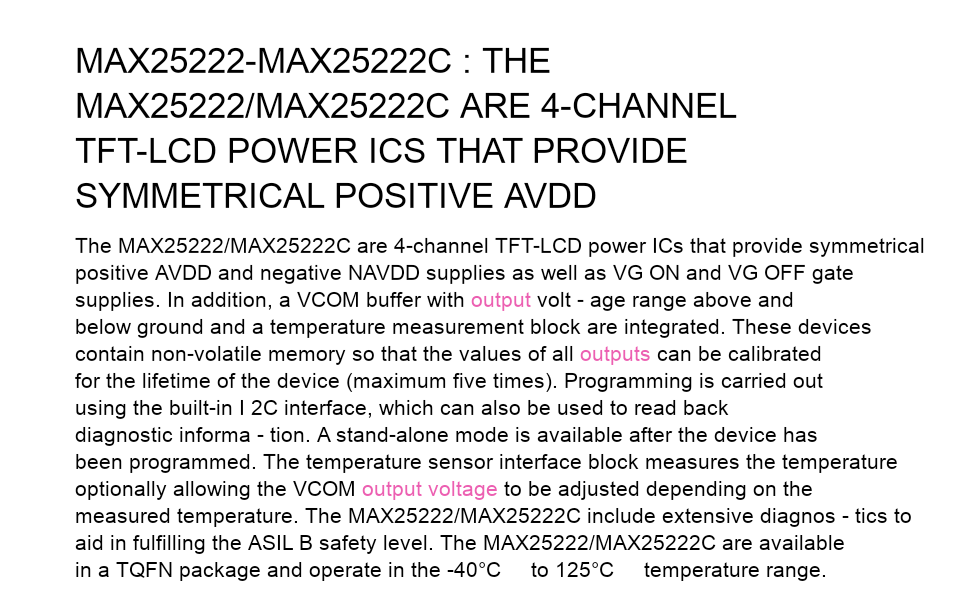 MAX25222-MAX25222C : THE
MAX25222/MAX25222C ARE 4-CHANNEL
TFT-LCD POWER ICS THAT PROVIDE
SYMMETRICAL POSITIVE AVDD
The MAX25222/MAX25222C are 4-channel TFT-LCD power ICs that provide symmetrical
positive AVDD and negative NAVDD supplies as well as VG ON and VG OFF gate
supplies. In addition, a VCOM buffer with output volt - age range above and
below ground and a temperature measurement block are integrated. These devices
contain non-volatile memory so that the values of all outputs can be calibrated
for the lifetime of the device (maximum five times). Programming is carried out
using the built-in I 2C interface, which can also be used to read back
diagnostic informa - tion. A stand-alone mode is available after the device has
been programmed. The temperature sensor interface block measures the temperature
optionally allowing the VCOM output voltage to be adjusted depending on the
measured temperature. The MAX25222/MAX25222C include extensive diagnos - tics to
aid in fulfilling the ASIL B safety level. The MAX25222/MAX25222C are available
in a TQFN package and operate in the -40°C to 125°C temperature range.